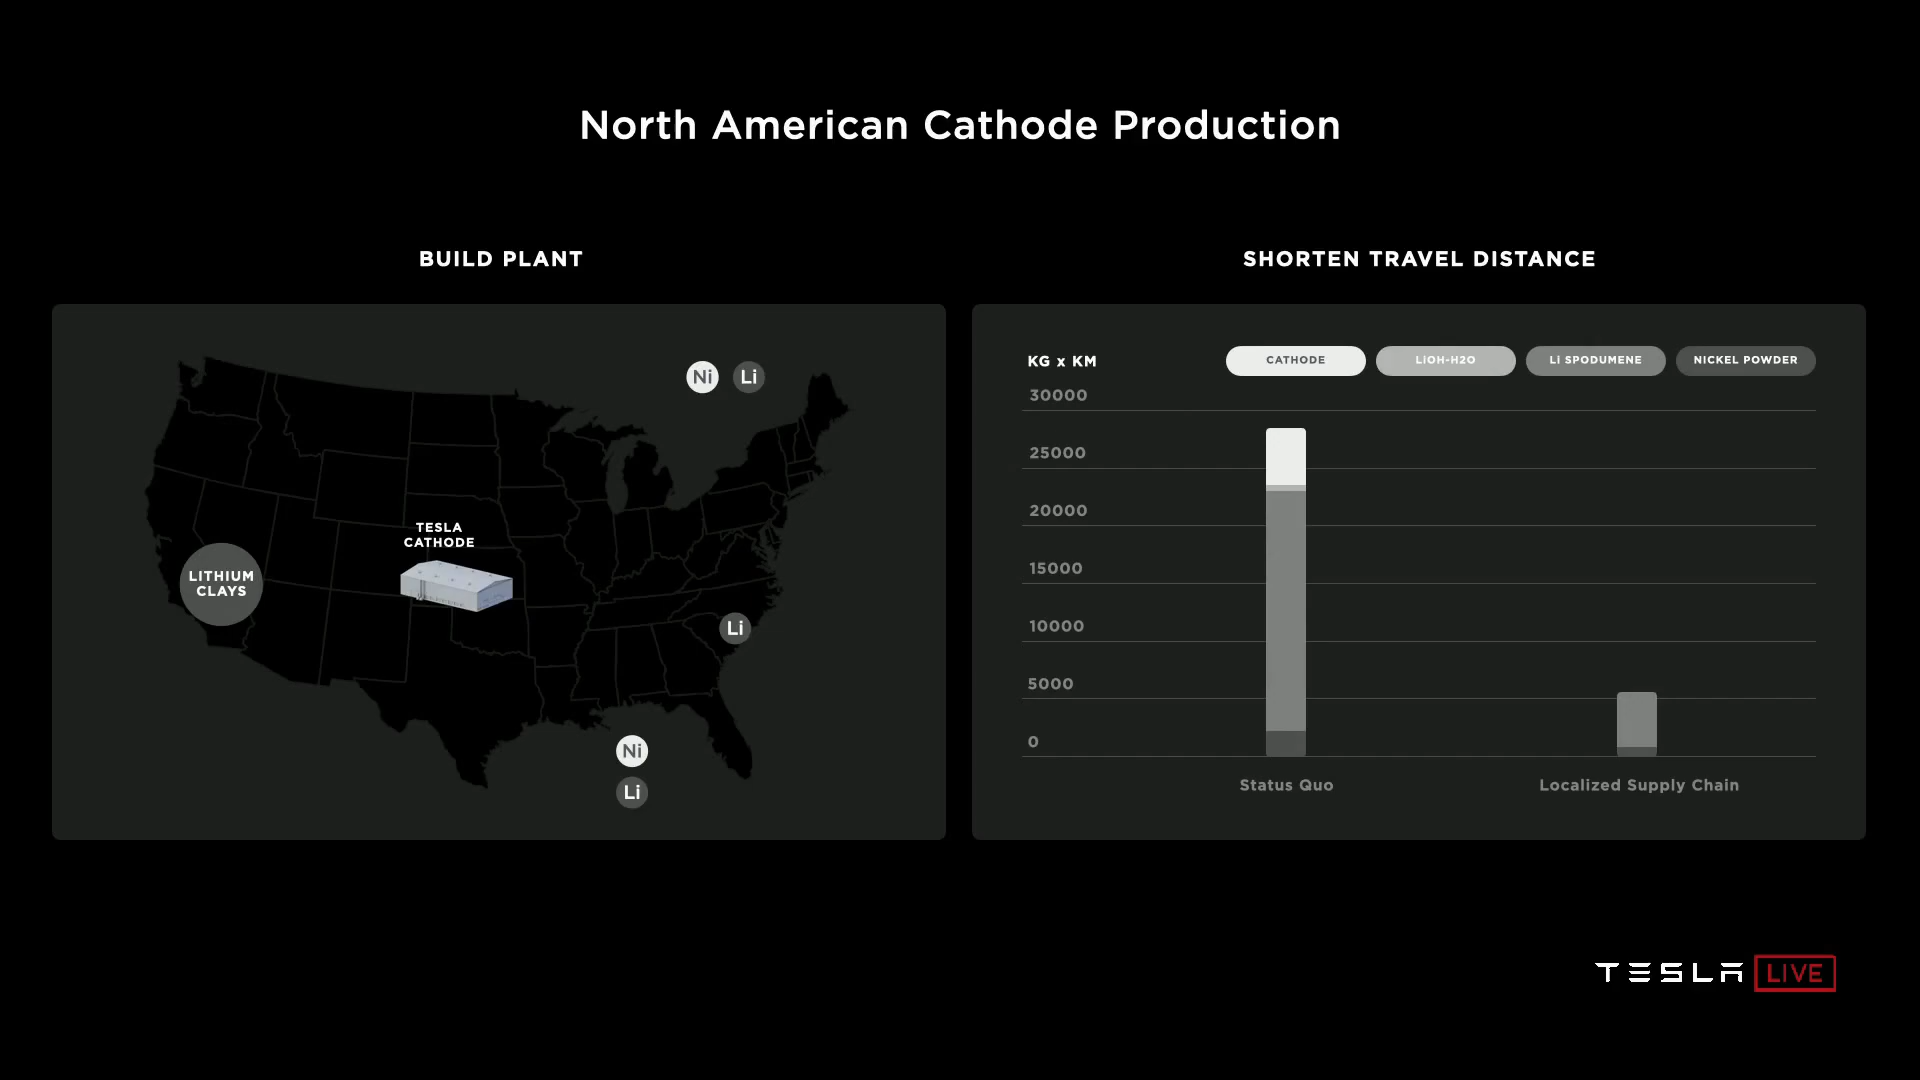 North American Cathode Production
BUILD PLANT
Ni
Li
TESLA
CATHODE
LITHIUM
CLAYS
Li
Ni
Li
SHORTEN TRAVEL DISTANCE
KG x KM
CATHODE
LiOH-H2O
Li SPODUMENE
NICKEL POWDER
30000
25000
20000
15000
10000
5000
0
Status Quo
Localized Supply Chain
TESLA LIVE